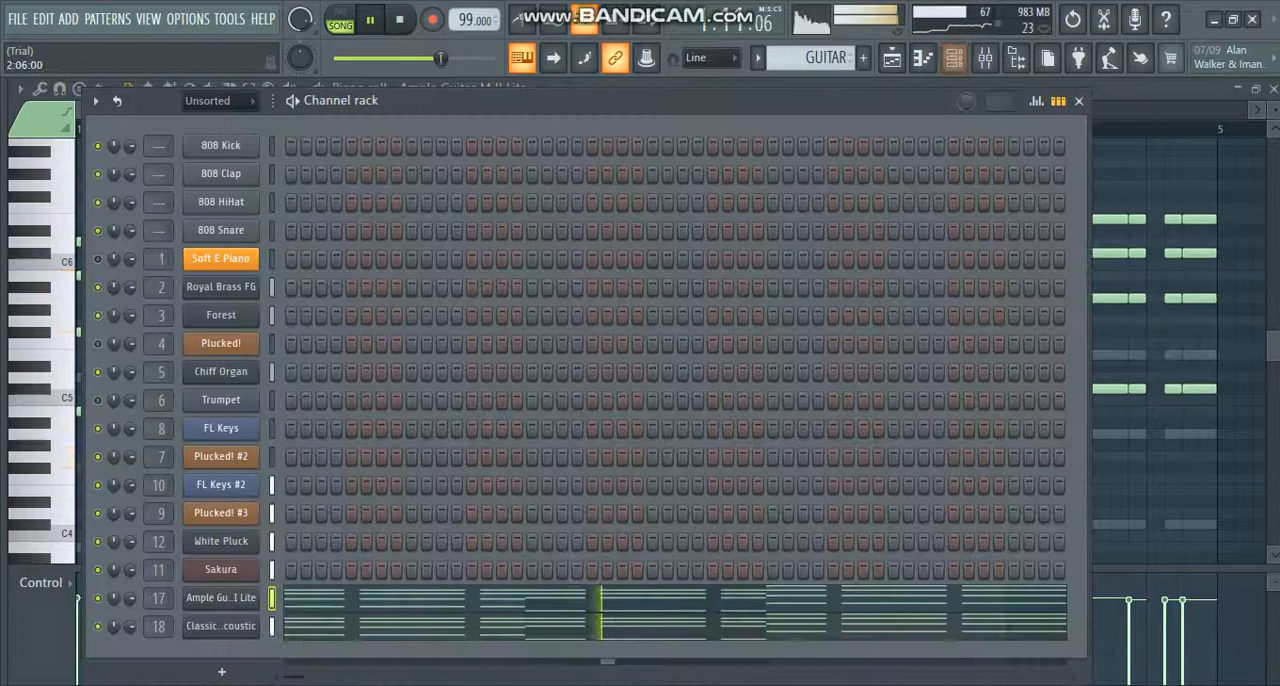 FILE EDIT ADD PATTERNS VIEW OPTIONS TOOLS HELP
SONG
99.000
www.BANDICAM.com
M:S:CS
67
983 MB
23
(Trial)
2:06:00
Line
GUITAR
07/09 Alan
Walker & Iman.
Unsorted
Channel rack
5
808 Kick
808 Clap
808 HiHat
808 Snare
1 Soft E Piano
2 Royal Brass FG
3 Forest
4 Plucked!
5 Chiff Organ
6 Trumpet
8 FL Keys
7 Plucked! #2
10 FL Keys #2
9 Plucked! #3
12 White Pluck
11 Sakura
17 Ample Gu..I Lite
18 Classic..coustic
C6
C5
C4
Control